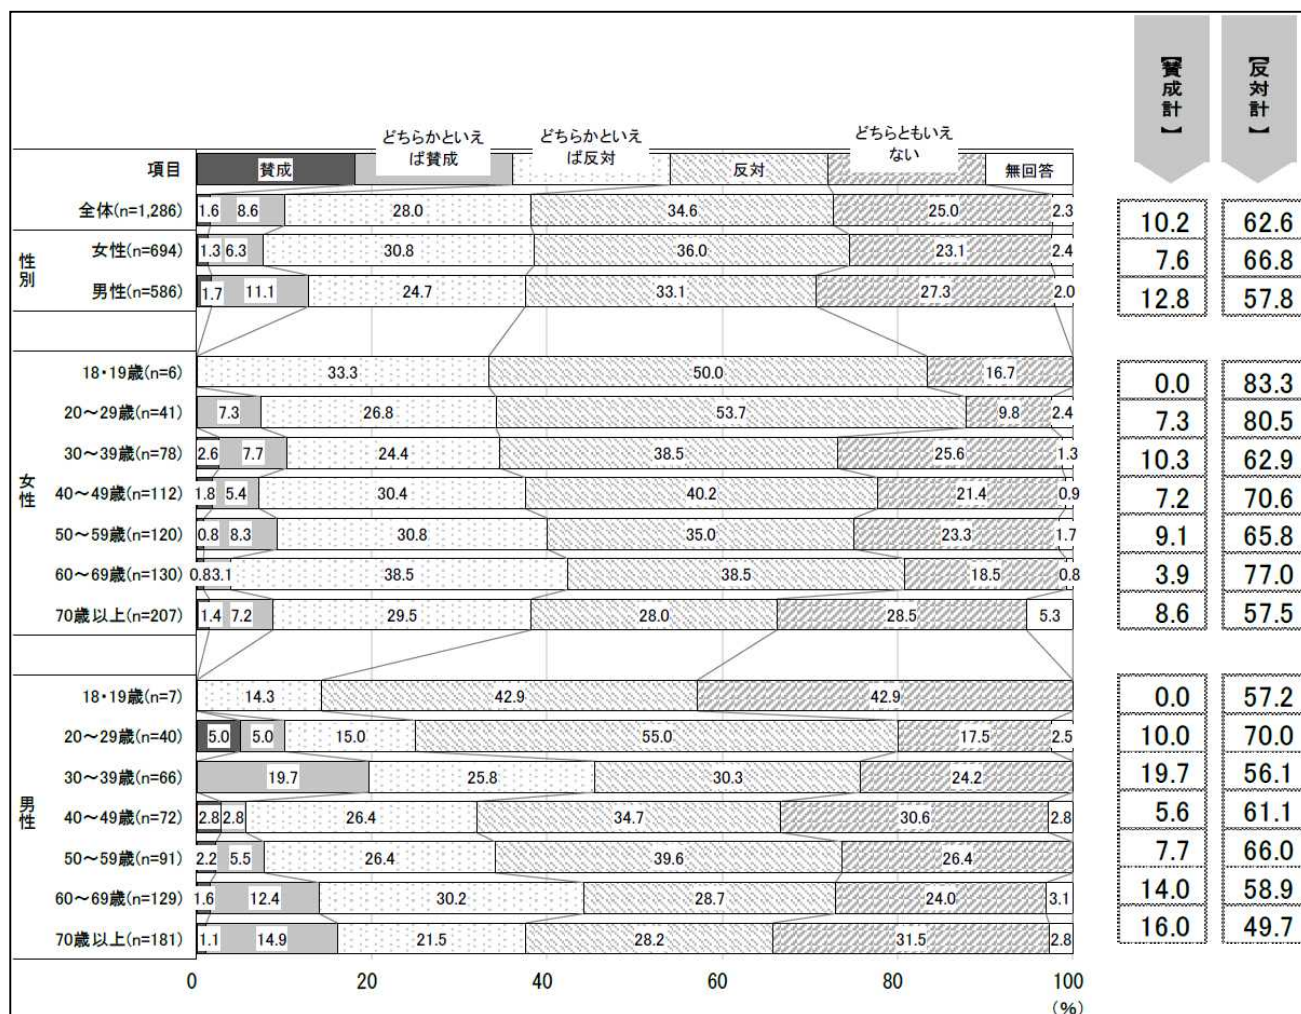 【賛成計】 【反対計】
どちらかといえ どちらかといえ どちらともいえ
ば賛成 ば反対 ない
項目 賛成 反対 無回答
全体(n=1,286) 1.6 8.6 28.0 34.6 25.0 2.3 10.2 62.6
性別
女性(n=694) 1.3 6.3 30.8 36.0 23.1 2.4 7.6 66.8
男性(n=586) 1.7 11.1 24.7 33.1 27.3 2.0 12.8 57.8
女性
18・19歳(n=6) 33.3 50.0 16.7 0.0 83.3
20～29歳(n=41) 7.3 26.8 53.7 9.8 2.4 7.3 80.5
30～39歳(n=78) 2.6 7.7 24.4 38.5 25.6 1.3 10.3 62.9
40～49歳(n=112) 1.8 5.4 30.4 40.2 21.4 0.9 7.2 70.6
50～59歳(n=120) 0.8 8.3 30.8 35.0 23.3 1.7 9.1 65.8
60～69歳(n=130) 0.8 3.1 38.5 38.5 18.5 0.8 3.9 77.0
70歳以上(n=207) 1.4 7.2 29.5 28.0 28.5 5.3 8.6 57.5
男性
18・19歳(n=7) 14.3 42.9 42.9 0.0 57.2
20～29歳(n=40) 5.0 5.0 15.0 55.0 17.5 2.5 10.0 70.0
30～39歳(n=66) 19.7 25.8 30.3 24.2 19.7 56.1
40～49歳(n=72) 2.8 2.8 26.4 34.7 30.6 2.8 5.6 61.1
50～59歳(n=91) 2.2 5.5 26.4 39.6 26.4 7.7 66.0
60～69歳(n=129) 1.6 12.4 30.2 28.7 24.0 3.1 14.0 58.9
70歳以上(n=181) 1.1 14.9 21.5 28.2 31.5 2.8 16.0 49.7
0 20 40 60 80 100
(%)